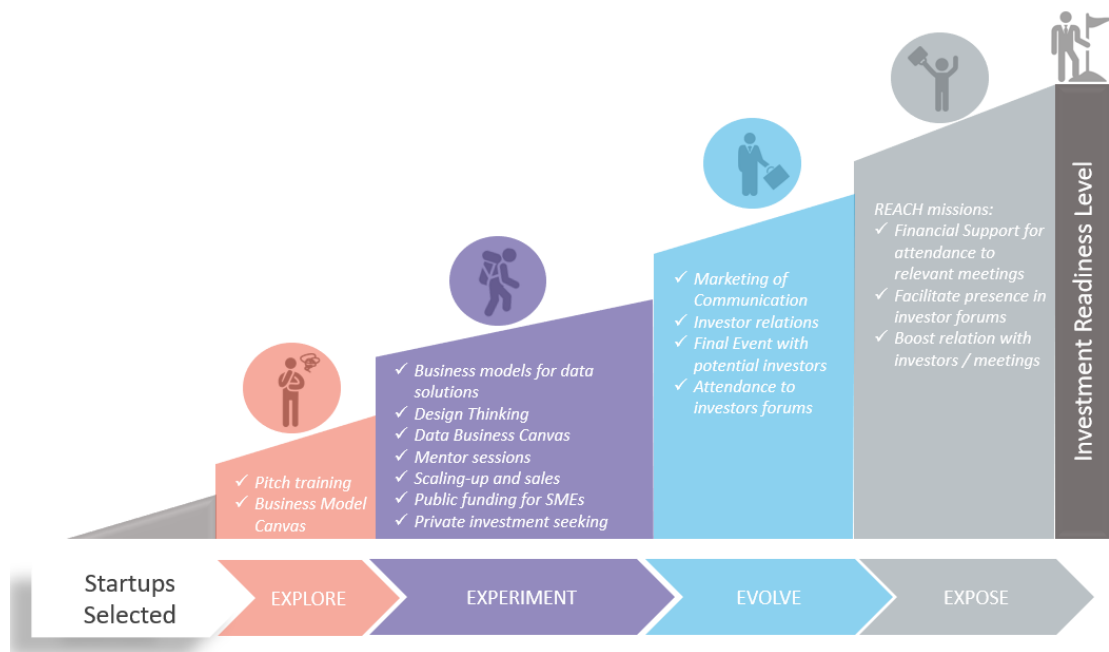 ✓ Pitch training
✓ Business Model
Canvas
✓ Business models for data
solutions
✓ Design Thinking
✓ Data Business Canvas
✓ Mentor sessions
✓ Scaling-up and sales
✓ Public funding for SMEs
✓ Private investment seeking
✓ Marketing of
Communication
✓ Investor relations
✓ Final Event with
potential investors
✓ Attendance to
investors forums
REACH missions:
✓ Financial Support for
attendance to
relevant meetings
✓ Facilitate presence in
investor forums
✓ Boost relation with
investors / meetings
Investment Readiness Level
Startups
Selected
EXPLORE
EXPERIMENT
EVOLVE
EXPOSE